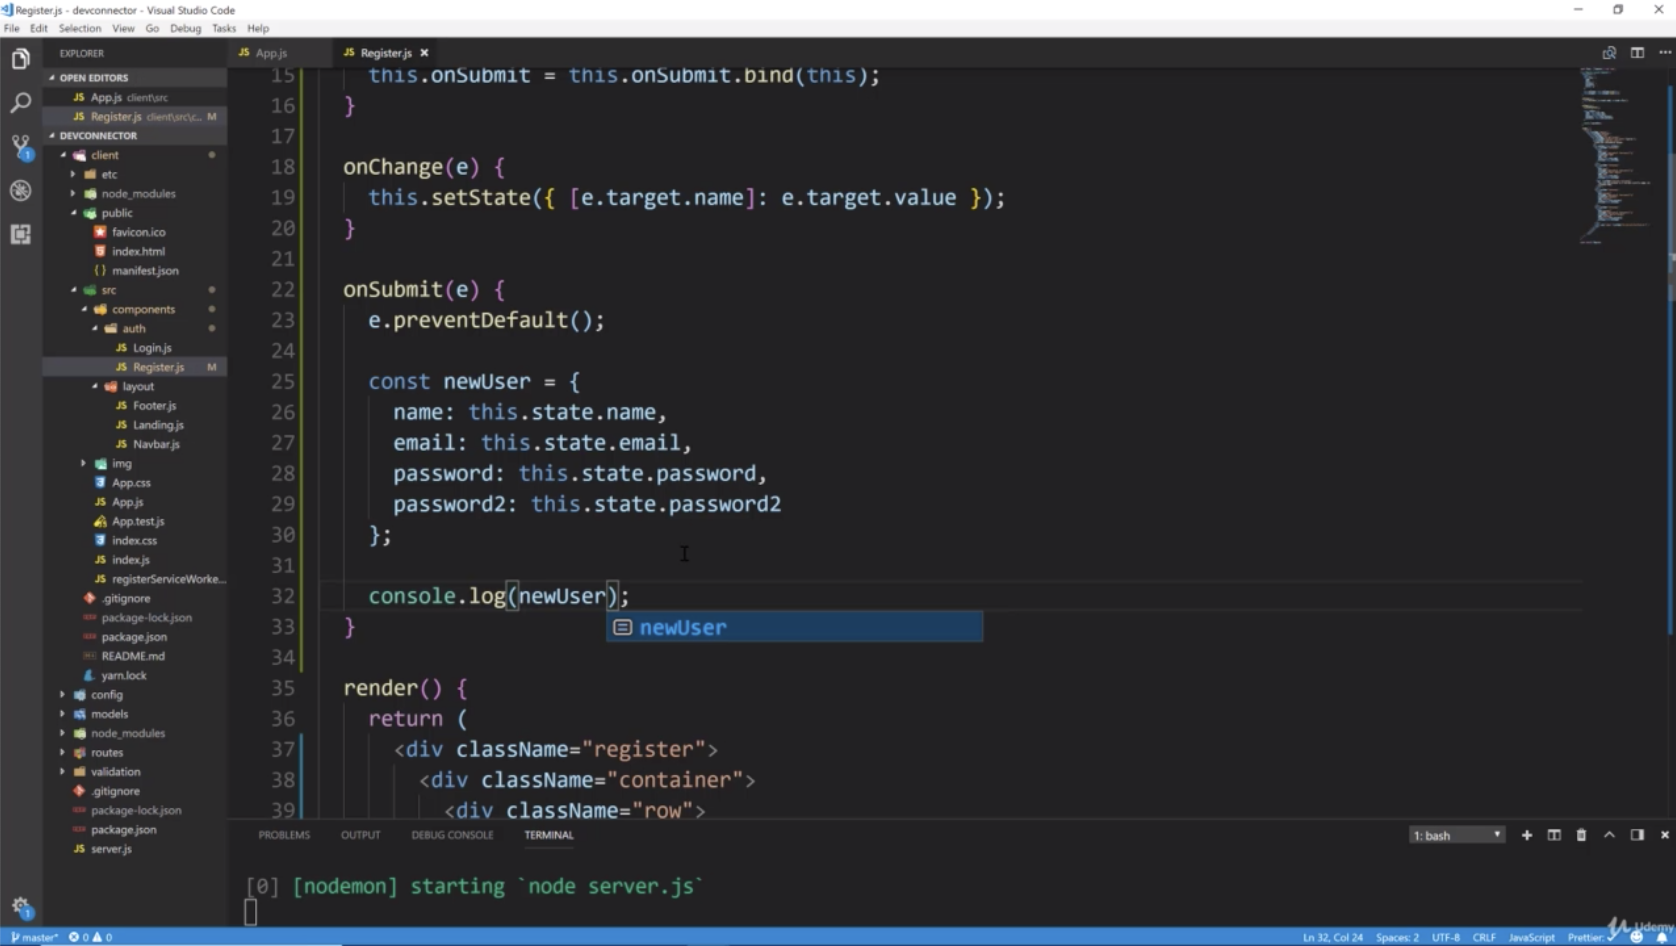 Register.js - devconnector - Visual Studio Code
File Edit Selection View Go Debug Tasks Help
EXPLORER
OPEN EDITORS
JS App.js client\src
JS Register.js client\src\c... M
DEVCONNECTOR
client
etc
node_modules
public
favicon.ico
index.html
manifest.json
src
components
auth
JS Login.js
JS Register.js M
layout
JS Footer.js
JS Landing.js
JS Navbar.js
img
App.css
JS App.js
App.test.js
index.css
JS index.js
JS registerServiceWorke...
.gitignore
package-lock.json
package.json
README.md
yarn.lock
config
models
node_modules
routes
validation
.gitignore
package-lock.json
package.json
JS server.js
JS App.js JS Register.js
15 this.onSubmit = this.onSubmit.bind(this);
16 }
17
18 onChange(e) {
19 this.setState({ [e.target.name]: e.target.value });
20 }
21
22 onSubmit(e) {
23 e.preventDefault();
24
25 const newUser = {
26 name: this.state.name,
27 email: this.state.email,
28 password: this.state.password,
29 password2: this.state.password2
30 };
31
32 console.log(newUser);
newUser
33 }
34
35 render() {
36 return (
37 <div className="register">
38 <div className="container">
39 <div className="row">
PROBLEMS OUTPUT DEBUG CONSOLE TERMINAL 1: bash
[0] [nodemon] starting `node server.js`
master* 0 0 1 1 Ln 32, Col 24 Spaces: 2 UTF-8 CRLF JavaScript Prettier: ✓
Udemy